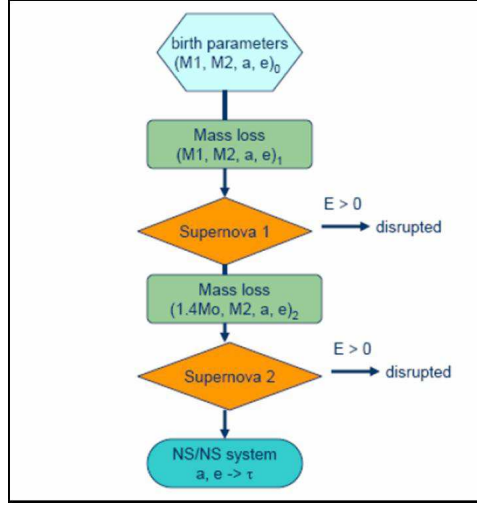 birth parameters
(M1, M2, a, e)₀
Mass loss
(M1, M2, a, e)₁
E > 0
Supernova 1
disrupted
Mass loss
(1.4Mo, M2, a, e)₂
E > 0
Supernova 2
disrupted
NS/NS system
a, e -> τ